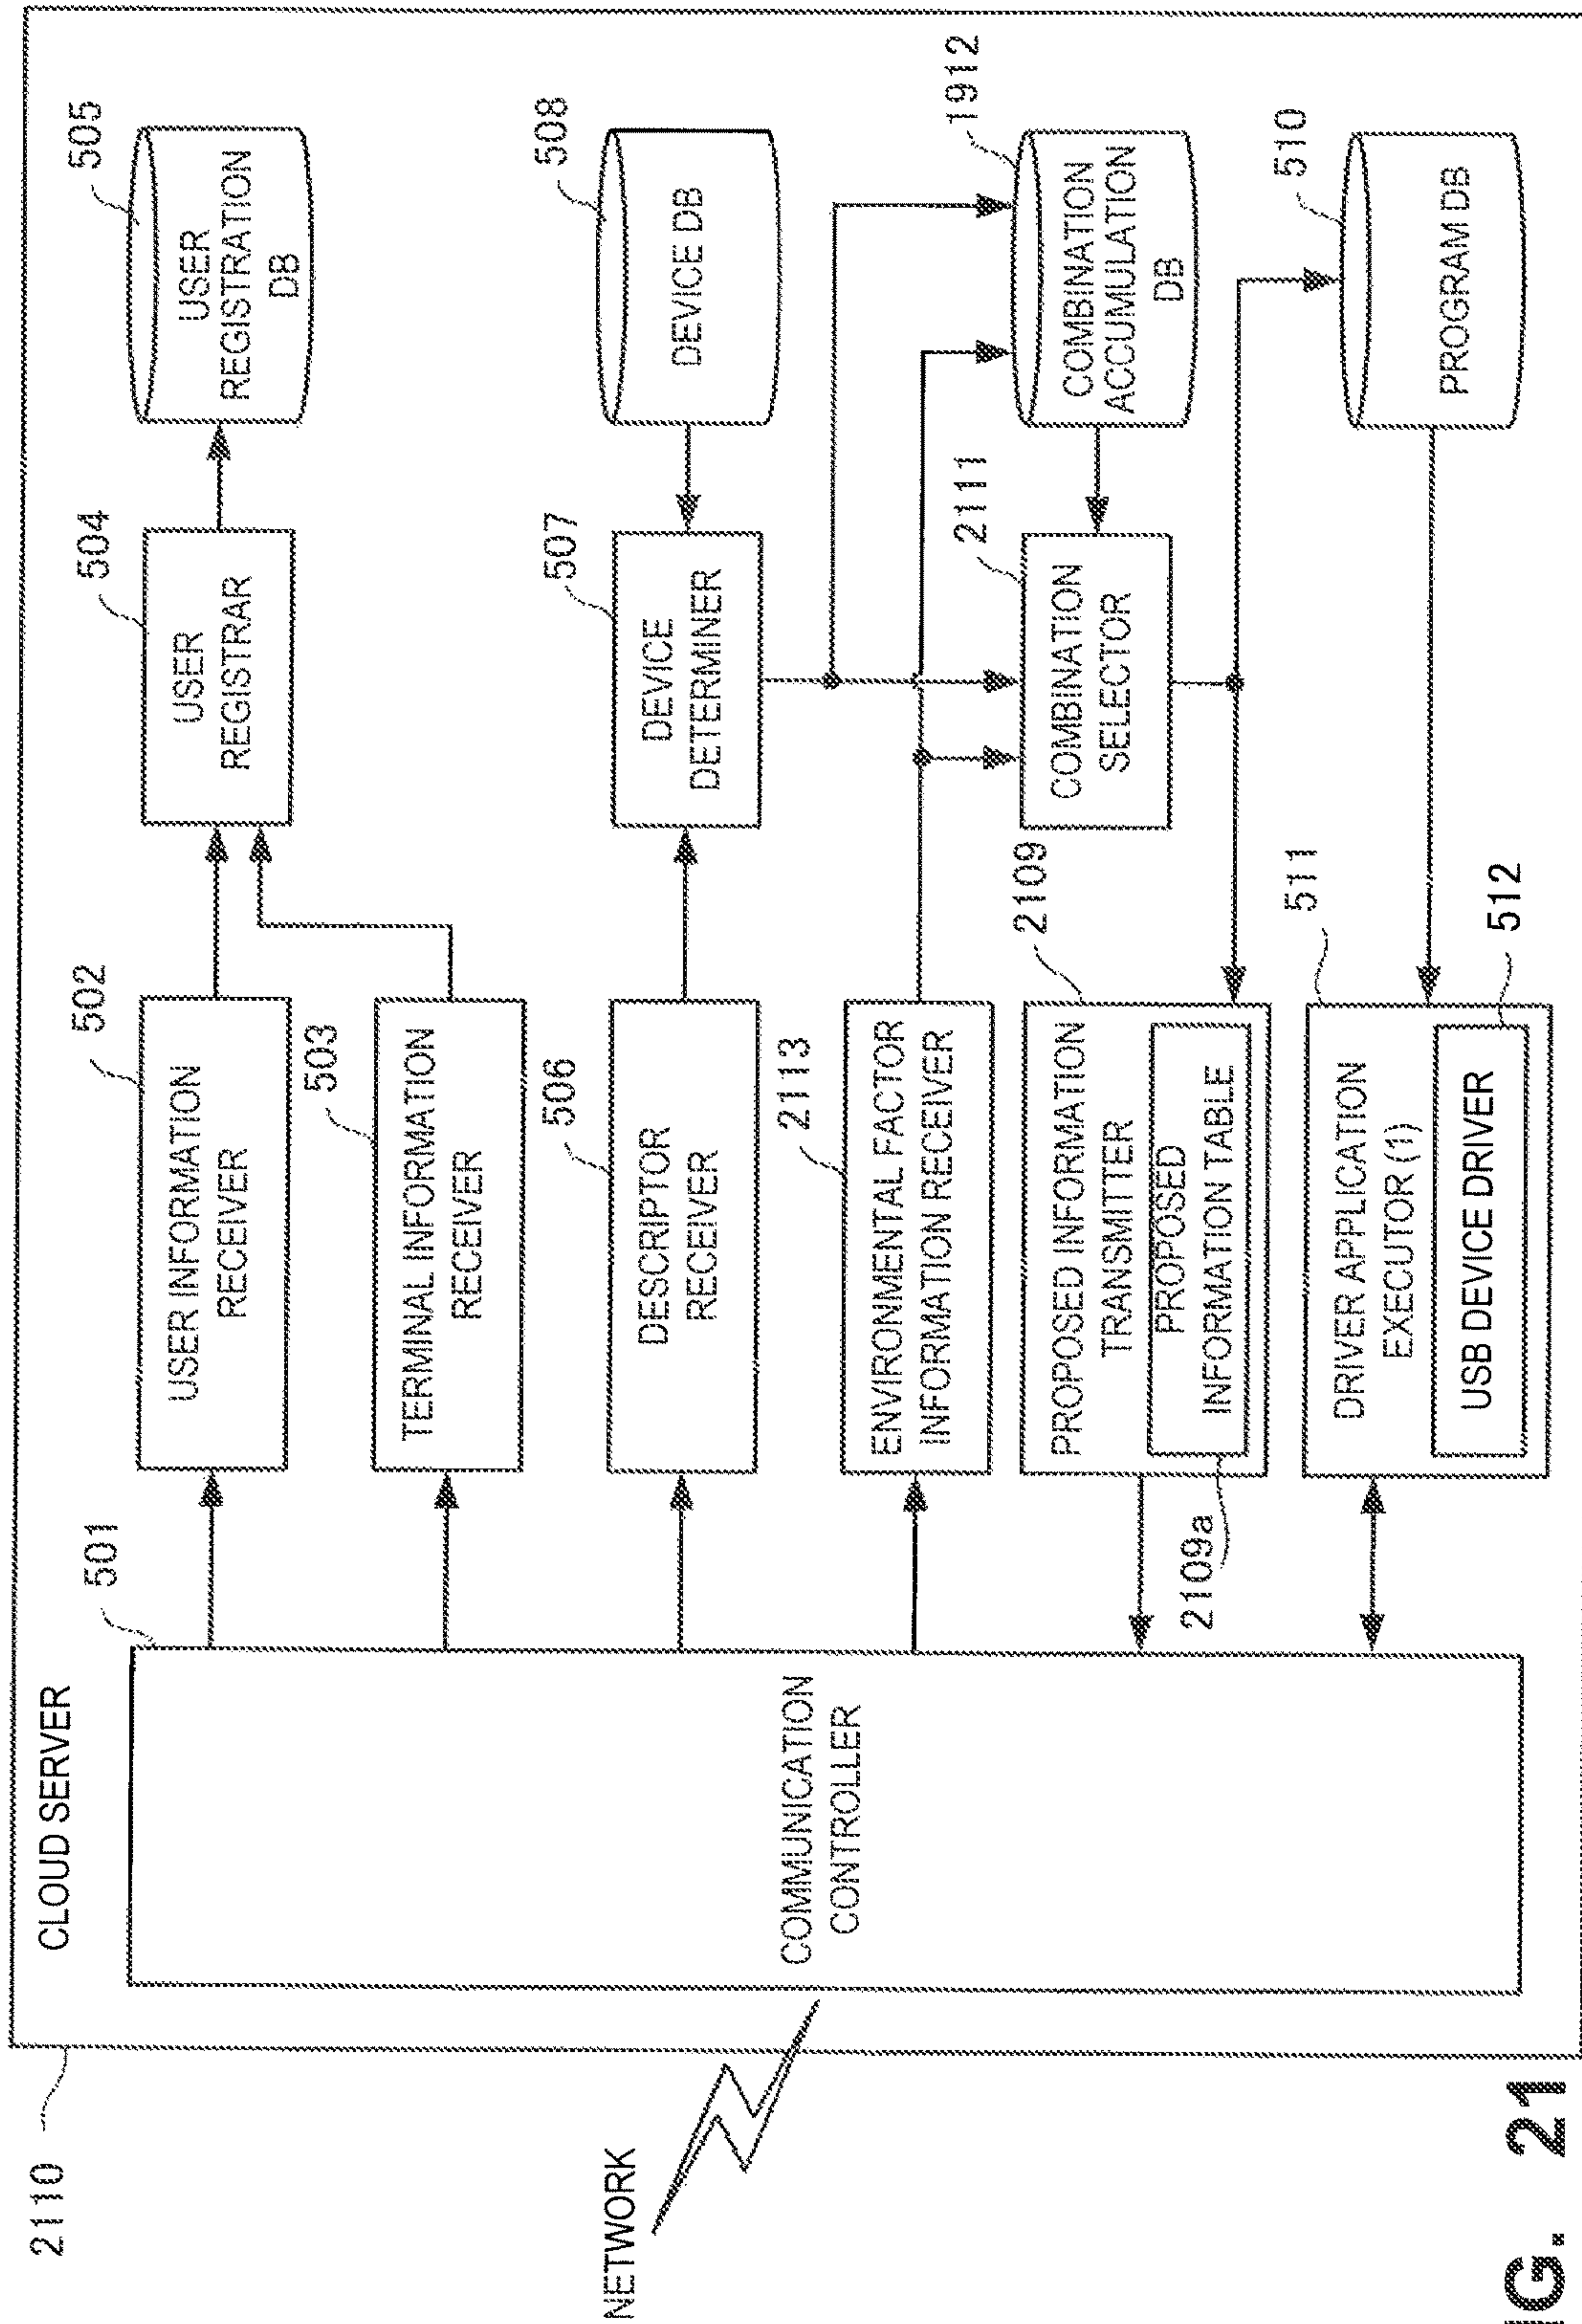 2110
CLOUD SERVER
NETWORK
501
COMMUNICATION
CONTROLLER
502
USER INFORMATION
RECEIVER
504
USER
REGISTRAR
505
USER
REGISTRATION
DB
503
TERMINAL INFORMATION
RECEIVER
506
DESCRIPTOR
RECEIVER
507
DEVICE
DETERMINER
508
DEVICE DB
2113
ENVIRONMENTAL FACTOR
INFORMATION RECEIVER
2109
PROPOSED INFORMATION
TRANSMITTER
PROPOSED
INFORMATION TABLE
2109a
2111
COMBINATION
SELECTOR
1912
COMBINATION
ACCUMULATION
DB
511
DRIVER APPLICATION
EXECUTOR (1)
512
USB DEVICE DRIVER
510
PROGRAM DB
G. 21